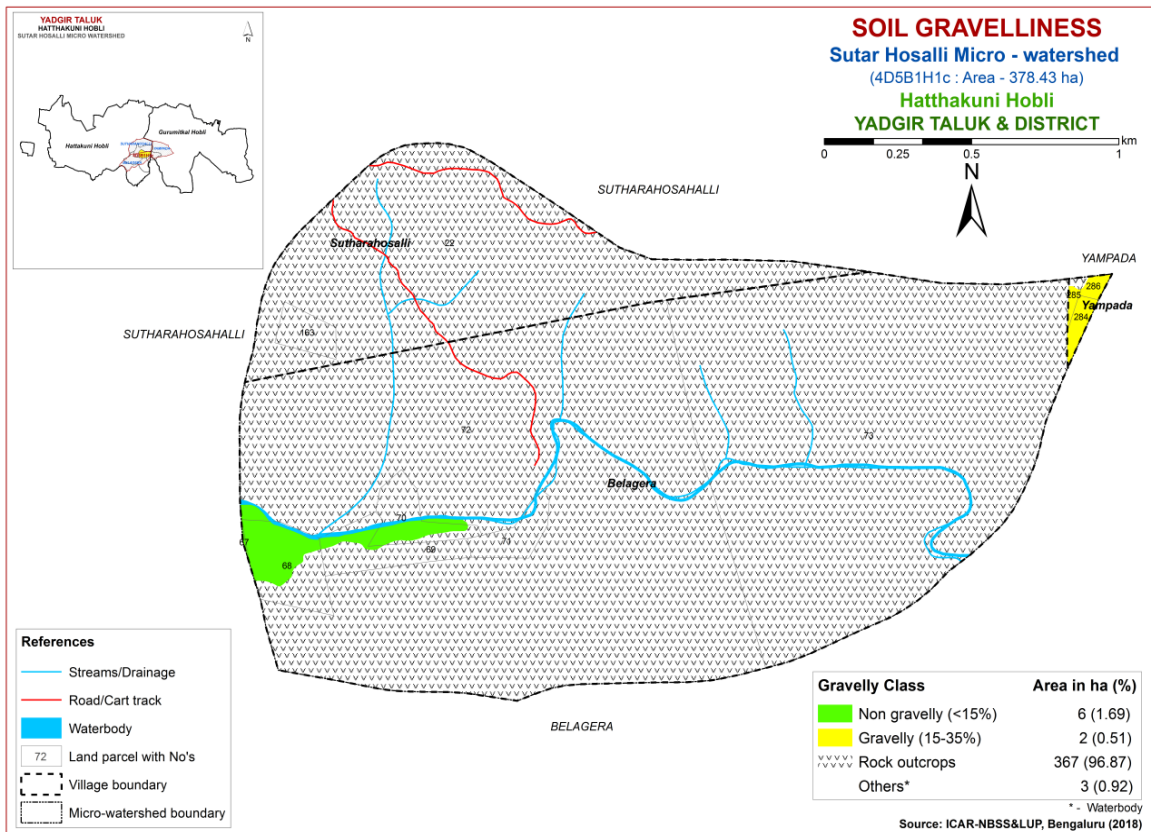 YADGIR TALUK
HATTHAKUNI HOBLI
SUTAR HOSALLI MICRO WATERSHED
N
Gurumitkal Hobli
Hattakuni Hobli
SOIL GRAVELLINESS
Sutar Hosalli Micro - watershed
(4D5B1H1c : Area - 378.43 ha)
Hatthakuni Hobli
YADGIR TALUK & DISTRICT
km
0 0.25 0.5 1
N
SUTHARAHOSAHALLI
YAMPADA
Sutharahosalli
22
286
285
Yampada
284
SUTHARAHOSAHALLI
163
72
73
Belagera
70
67
69
71
68
BELAGERA
References
Streams/Drainage
Road/Cart track
Waterbody
72 Land parcel with No's
Village boundary
Micro-watershed boundary
Gravelly Class Area in ha (%)
Non gravelly (<15%) 6 (1.69)
Gravelly (15-35%) 2 (0.51)
Rock outcrops 367 (96.87)
Others* 3 (0.92)
* - Waterbody
Source: ICAR-NBSS&LUP, Bengaluru (2018)